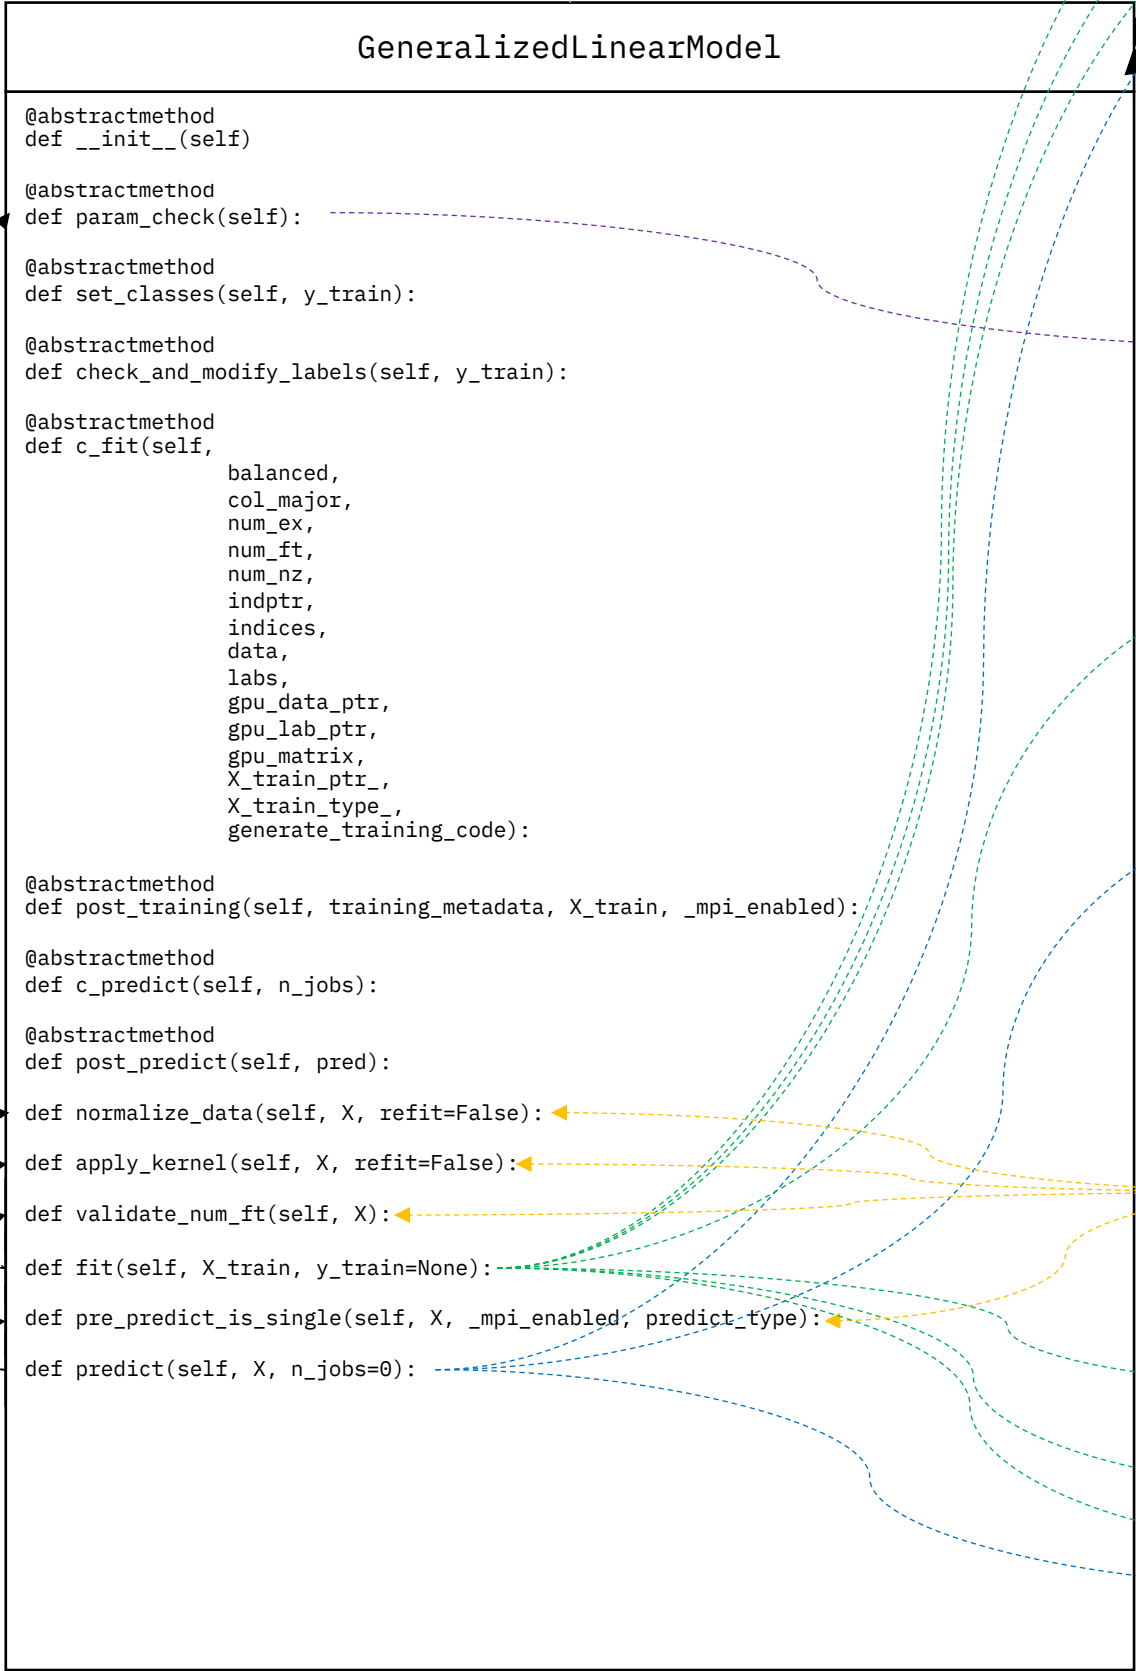 GeneralizedLinearModel
@abstractmethod
def __init__(self)
@abstractmethod
def param_check(self):
@abstractmethod
def set_classes(self, y_train):
@abstractmethod
def check_and_modify_labels(self, y_train):
@abstractmethod
def c_fit(self,
balanced,
col_major,
num_ex,
num_ft,
num_nz,
indptr,
indices,
data,
labs,
gpu_data_ptr,
gpu_lab_ptr,
gpu_matrix,
X_train_ptr_,
X_train_type_,
generate_training_code):
@abstractmethod
def post_training(self, training_metadata, X_train, _mpi_enabled):
@abstractmethod
def c_predict(self, n_jobs):
@abstractmethod
def post_predict(self, pred):
def normalize_data(self, X, refit=False):
def apply_kernel(self, X, refit=False):
def validate_num_ft(self, X):
def fit(self, X_train, y_train=None):
def pre_predict_is_single(self, X, _mpi_enabled, predict_type):
def predict(self, X, n_jobs=0):